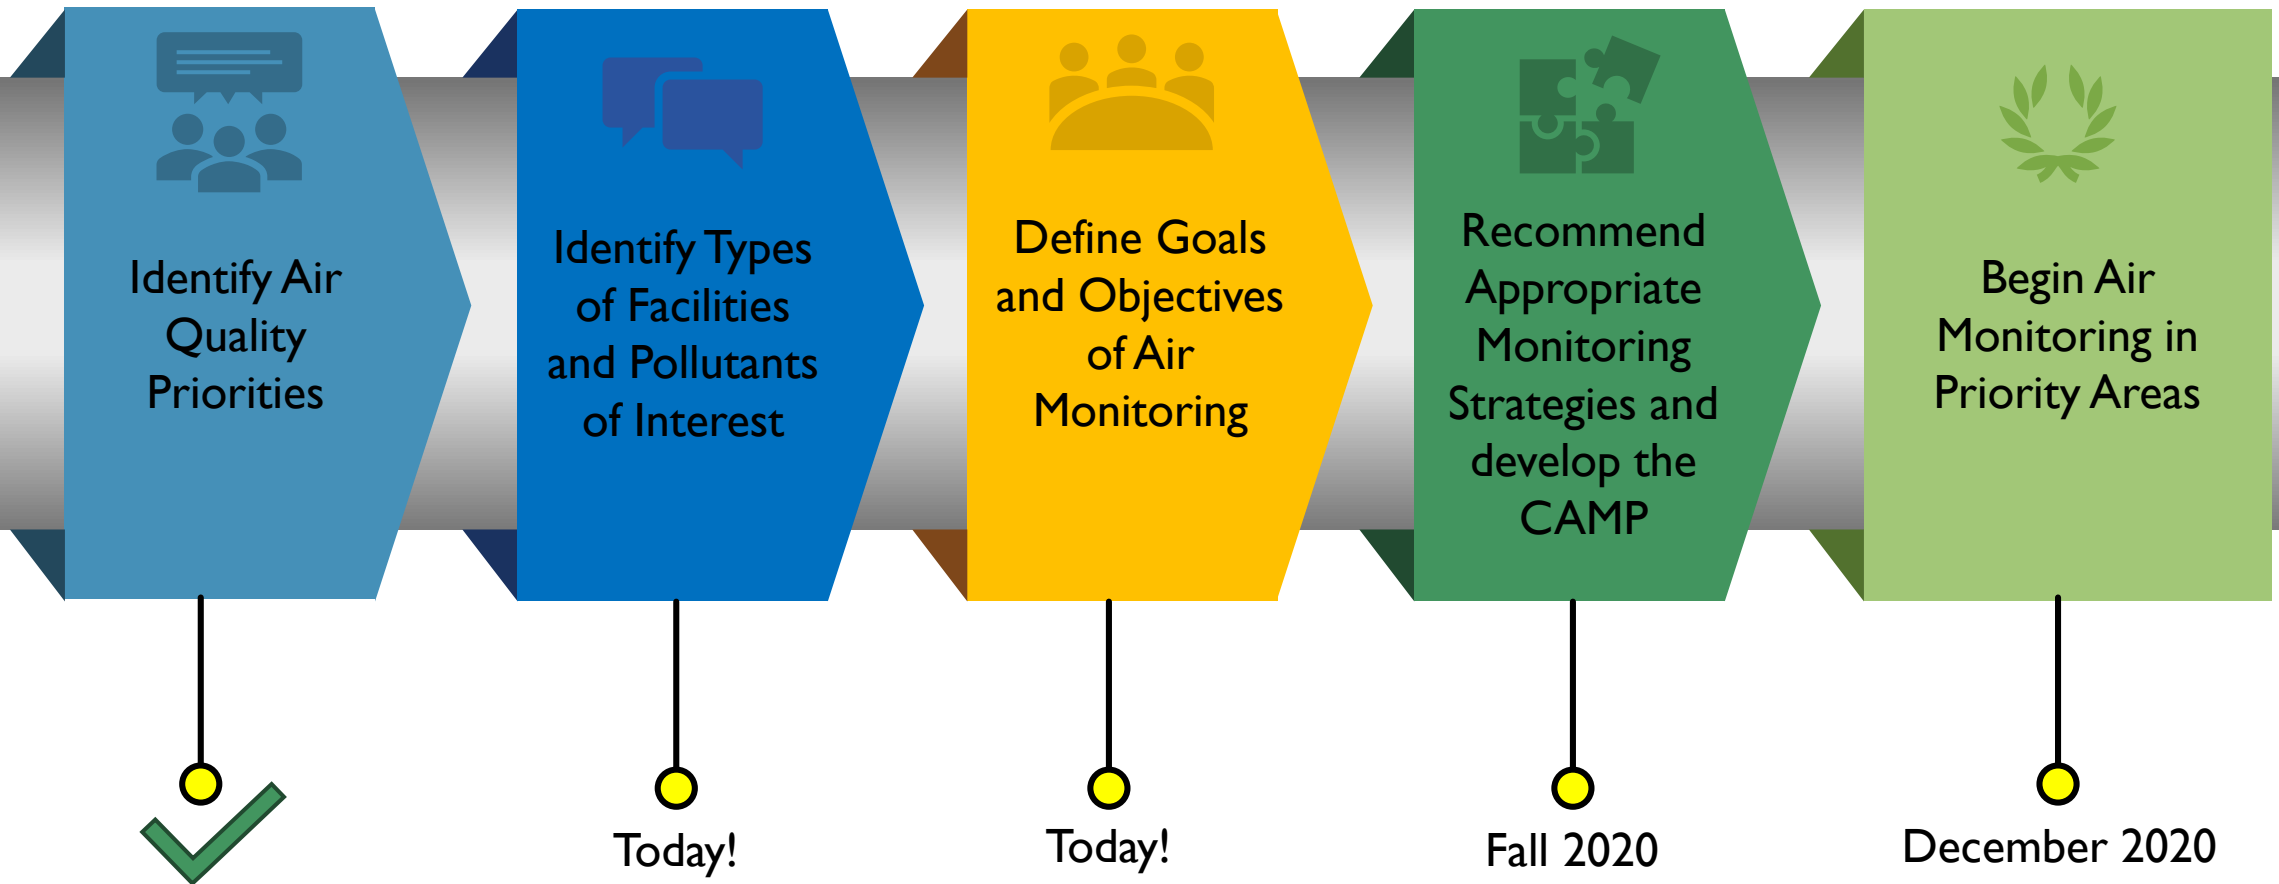 Identify Air
Quality
Priorities
Identify Types
of Facilities
and Pollutants
of Interest
Define Goals
and Objectives
of Air
Monitoring
Recommend
Appropriate
Monitoring
Strategies and
develop the
CAMP
Begin Air
Monitoring in
Priority Areas
Today!
Today!
Fall 2020
December 2020